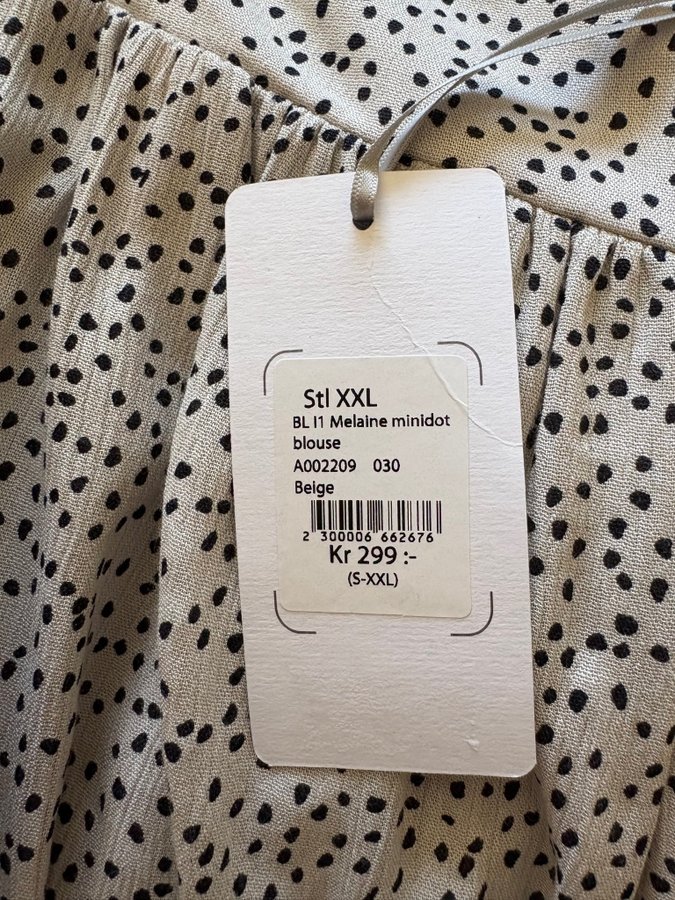 Stl XXL
BL I1 Melaine minidot
blouse
A002209 030
Beige
2 300006 662676
Kr 299 :-
(S-XXL)